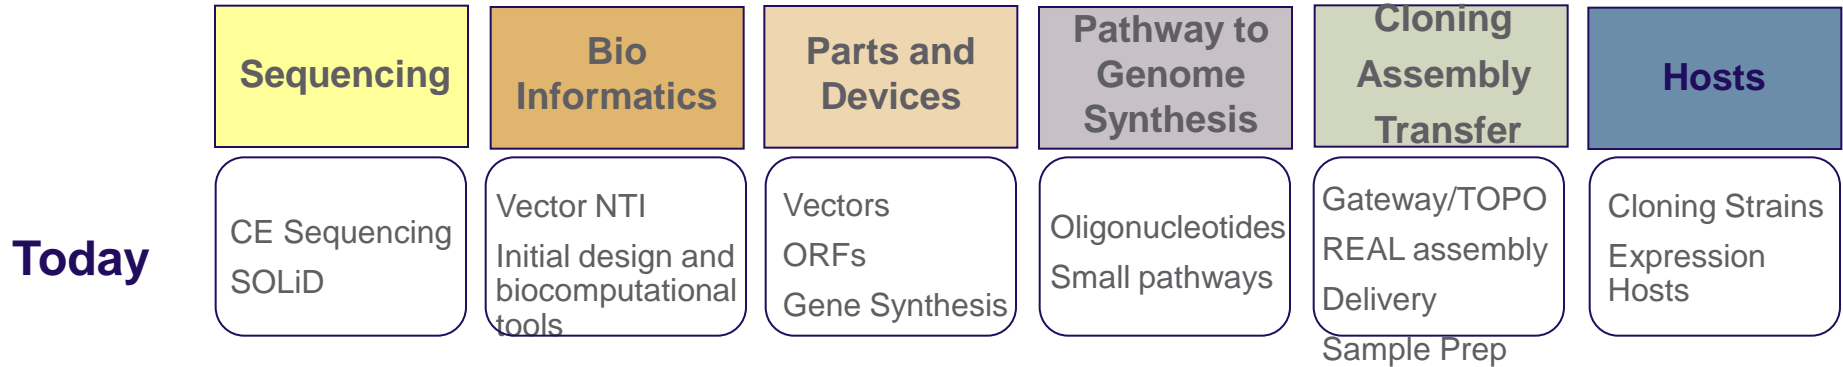 Sequencing
Bio
Informatics
Parts and
Devices
Pathway to
Genome
Synthesis
Cloning
Assembly
Transfer
Hosts
Today
CE Sequencing
SOLiD
Vector NTI
Initial design and
biocomputational
tools
Vectors
ORFs
Gene Synthesis
Oligonucleotides
Small pathways
Gateway/TOPO
REAL assembly
Delivery
Sample Prep
Cloning Strains
Expression
Hosts